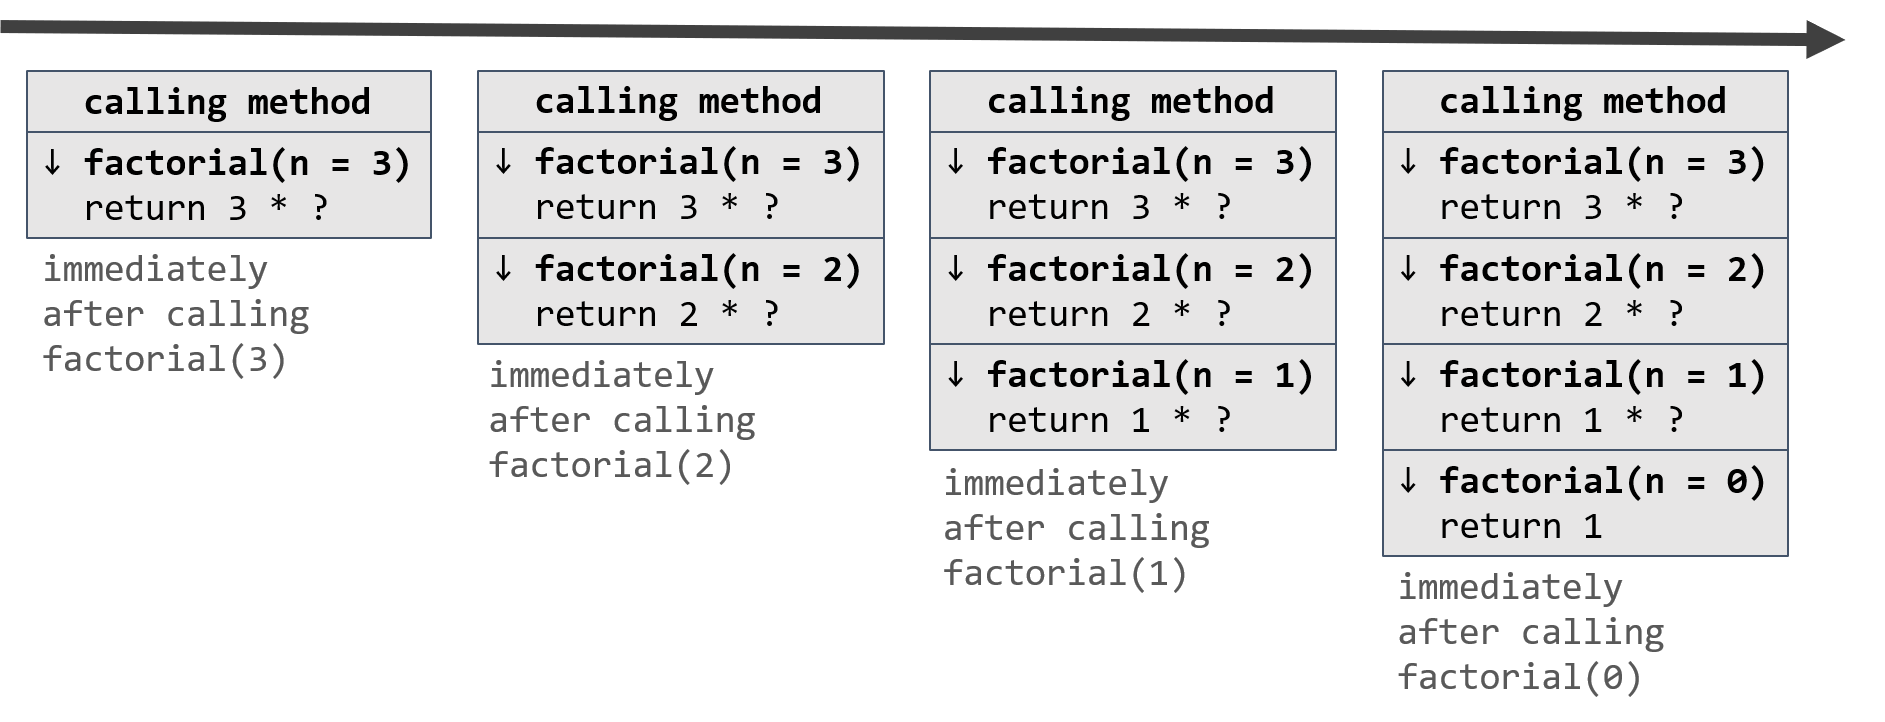 calling method
↓ factorial(n = 3)
return 3 * ?
immediately
after calling
factorial(3)
calling method
↓ factorial(n = 3)
return 3 * ?
↓ factorial(n = 2)
return 2 * ?
immediately
after calling
factorial(2)
calling method
↓ factorial(n = 3)
return 3 * ?
↓ factorial(n = 2)
return 2 * ?
↓ factorial(n = 1)
return 1 * ?
immediately
after calling
factorial(1)
calling method
↓ factorial(n = 3)
return 3 * ?
↓ factorial(n = 2)
return 2 * ?
↓ factorial(n = 1)
return 1 * ?
↓ factorial(n = 0)
return 1
immediately
after calling
factorial(0)